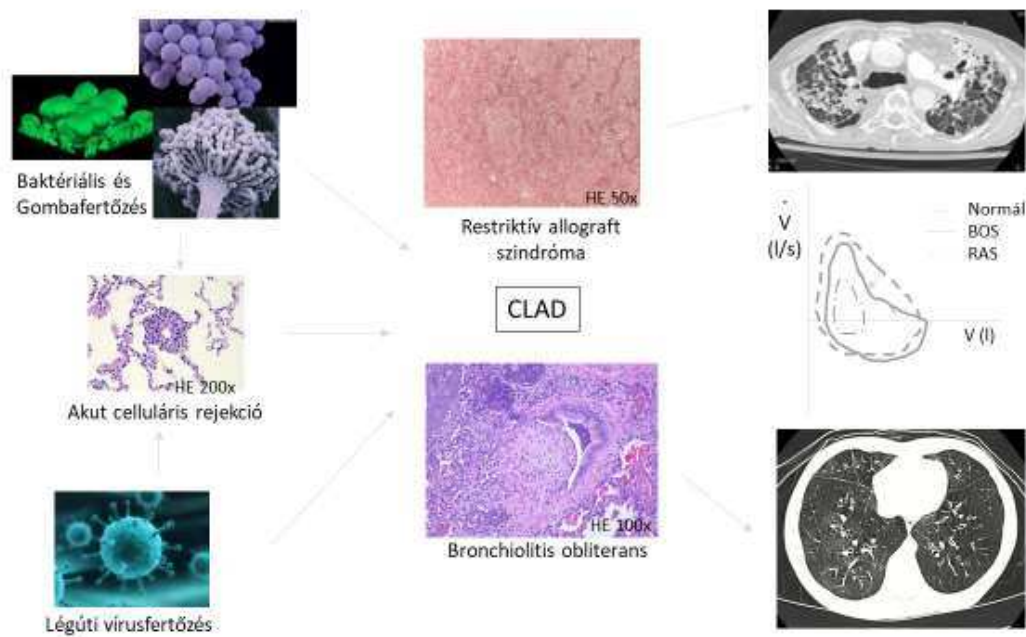 Baktériális és
Gombafertőzés
HE 200x
Akut celluláris rejekció
Légúti vírusfertőzés
HE 50x
Restriktív allograft
szindróma
CLAD
HE 100x
Bronchiolitis obliterans
V̇
(l/s)
Normál
BOS
RAS
V (l)